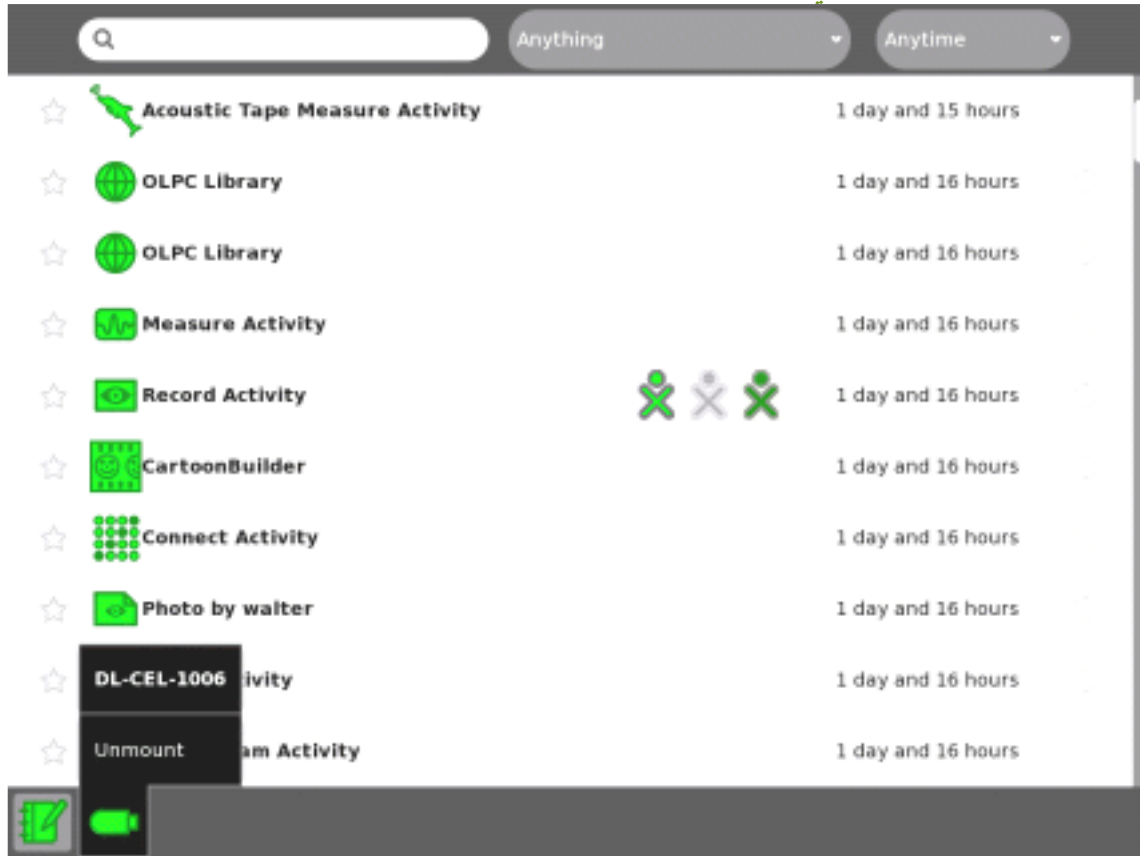 Anything Anytime
Acoustic Tape Measure Activity 1 day and 15 hours
OLPC Library 1 day and 16 hours
OLPC Library 1 day and 16 hours
Measure Activity 1 day and 16 hours
Record Activity 1 day and 16 hours
CartoonBuilder 1 day and 16 hours
Connect Activity 1 day and 16 hours
Photo by walter 1 day and 16 hours
DL-CEL-1006 ivity 1 day and 16 hours
Unmount am Activity 1 day and 16 hours